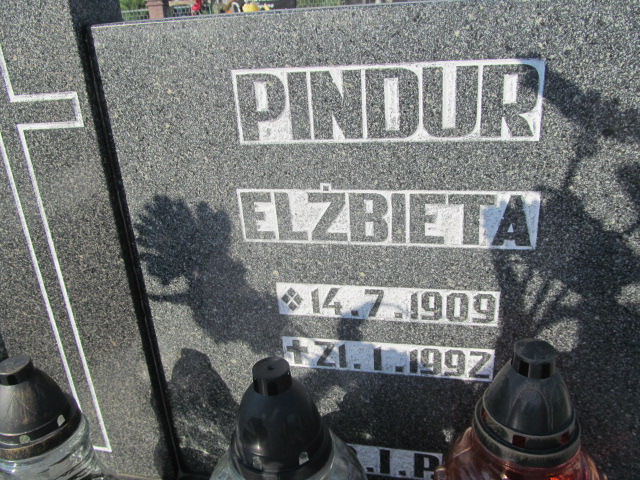 PINDUR
ELŻBIETA
❖ 14.7.1909
✝ 21.1.1992
.I.P